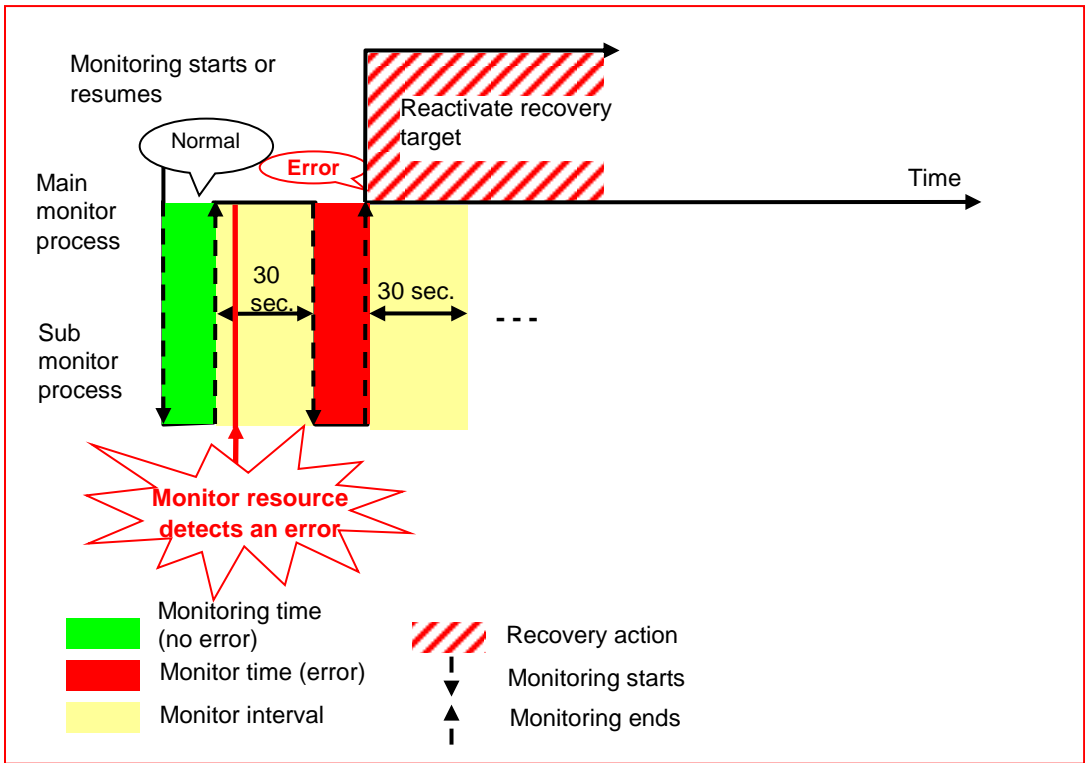 Monitoring starts or
resumes
Normal
Error
Reactivate recovery
target
Time
Main
monitor
process
30
sec.
30 sec.
- - -
Sub
monitor
process
Monitor resource
detects an error
Monitoring time
(no error)
Monitor time (error)
Monitor interval
Recovery action
Monitoring starts
Monitoring ends